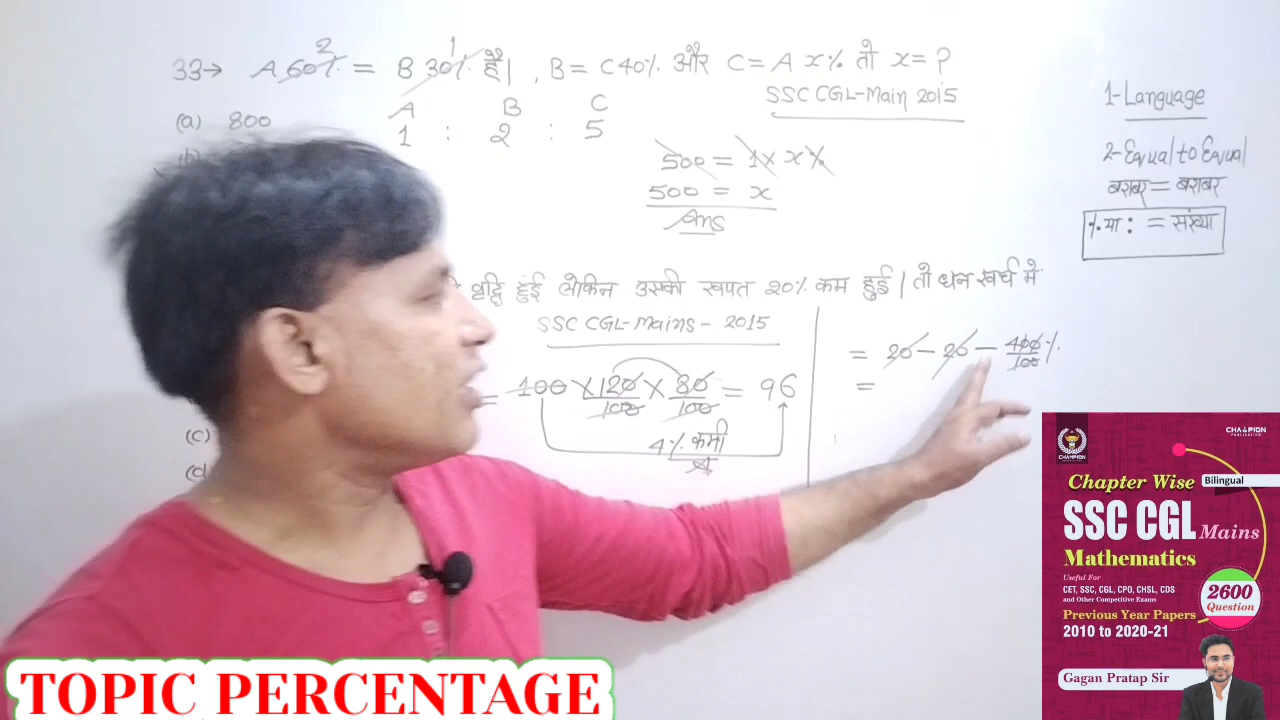 33→ A 60% = B 30% है। , B = C 40% और C = A x% तो x = ?
SSC CGL-Main 2015
2 1
A B C
1 : 2 : 5
(a) 800
500 = 1 x x%
500 = x
Ans
1-Language
2-Equal to Equal
बराबर = बराबर
% या : = संख्या
वृद्धि हुई लेकिन उसकी खपत 20% कम हुई। तो धन खर्च में
SSC CGL-Mains - 2015
= 100 × 120/100 × 80/100 = 96
4% कमी
(c)
(d)
= 20 - 20 - 400/100 %
=
CHAMPION
CHAMPION
PUBLICATION
Chapter Wise Bilingual
SSC CGL Mains
Mathematics
Useful For
CET, SSC, CGL, CPO, CHSL, CDS
and Other Competitive Exams
2600
Question
Previous Year Papers
2010 to 2020-21
Gagan Pratap Sir
TOPIC PERCENTAGE